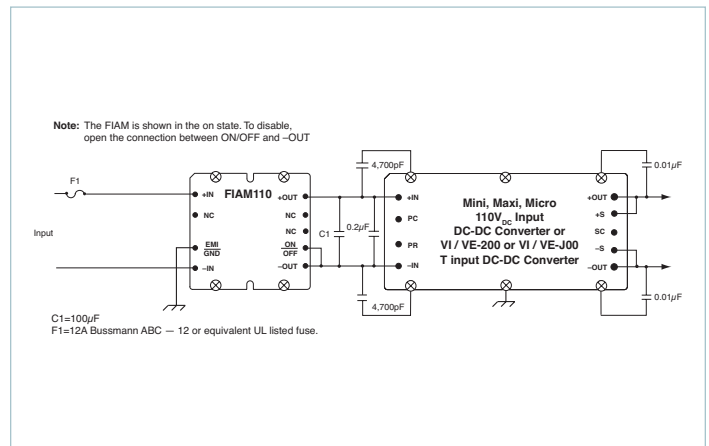 Note: The FIAM is shown in the on state. To disable,
open the connection between ON/OFF and –OUT
F1
Input
FIAM110
+IN
NC
EMI
GND
–IN
+OUT
NC
NC
ON
OFF
–OUT
C1
0.2µF
4,700pF
4,700pF
+IN
PC
PR
–IN
Mini, Maxi, Micro
110VDC Input
DC-DC Converter or
VI / VE-200 or VI / VE-J00
T input DC-DC Converter
+OUT
+S
SC
–S
–OUT
0.01µF
0.01µF
C1=100µF
F1=12A Bussmann ABC — 12 or equivalent UL listed fuse.